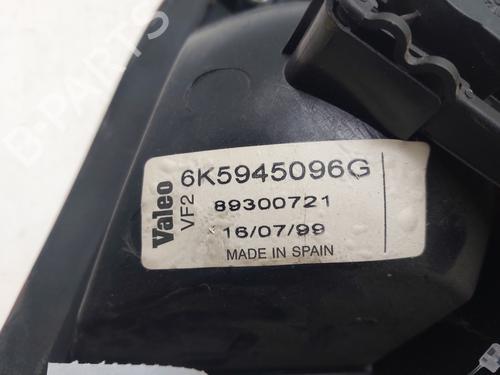 B-PARTS
Valeo
VF2
6K5945096G
89300721
16/07/99
MADE IN SPAIN